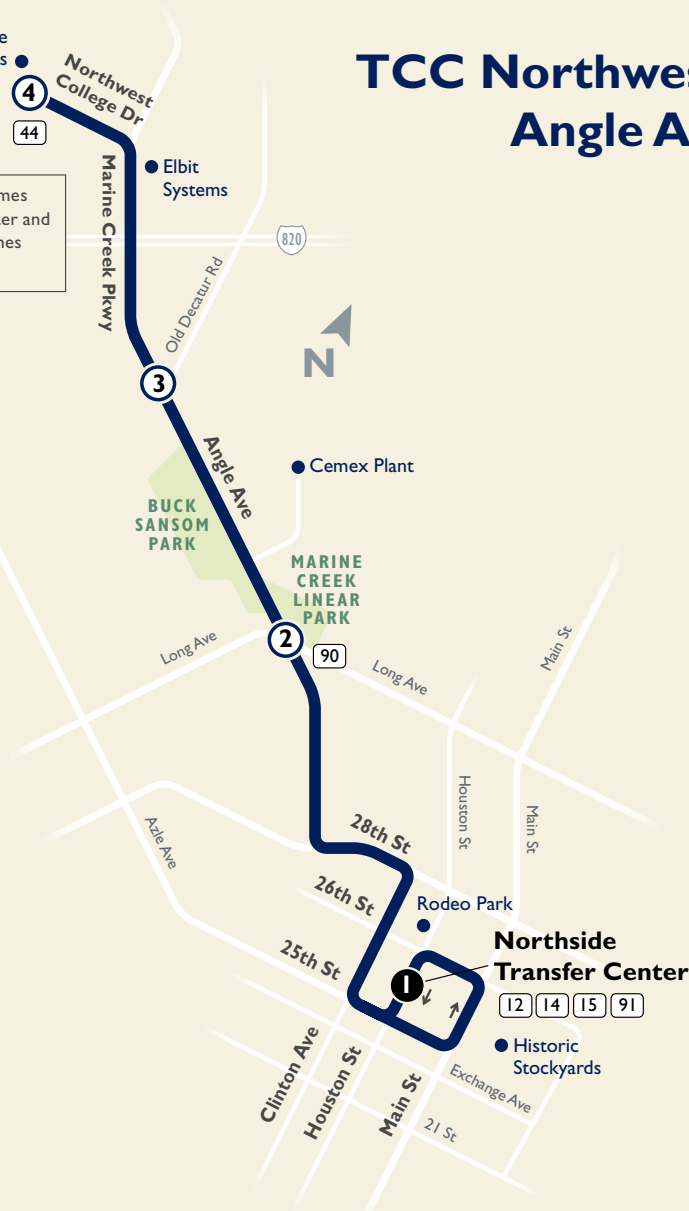 TCC Northwes
Angle A
e
s
4
44
Northwest
College Dr
Elbit
Systems
Marine Creek Pkwy
mes
er and
nes
820
Old Decatur Rd
N
3
Angle Ave
Cemex Plant
BUCK
SANSOM
PARK
MARINE
CREEK
LINEAR
PARK
2
90
Long Ave
Long Ave
Main St
Houston St
Main St
Azle Ave
28th St
26th St
25th St
Rodeo Park
Northside
Transfer Center
1
12 14 15 91
Historic
Stockyards
Clinton Ave
Houston St
Main St
Exchange Ave
21 St